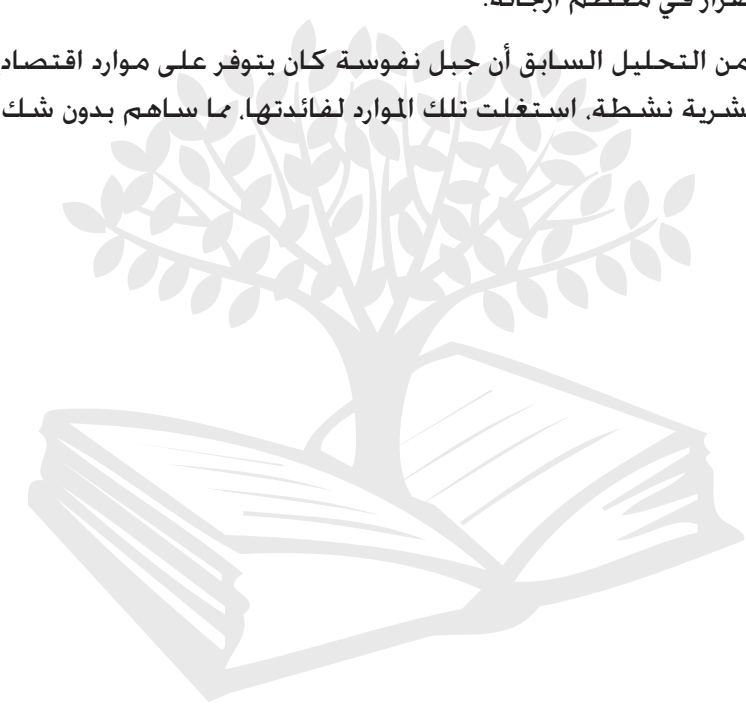 في معظم أرجائه.
من التحليل السابق أن جبل نفوسة كان يتوفر على موارد اقتصاد
شرية نشطة، استغلت تلك الموارد لفائدتها، مما ساهم بدون شك